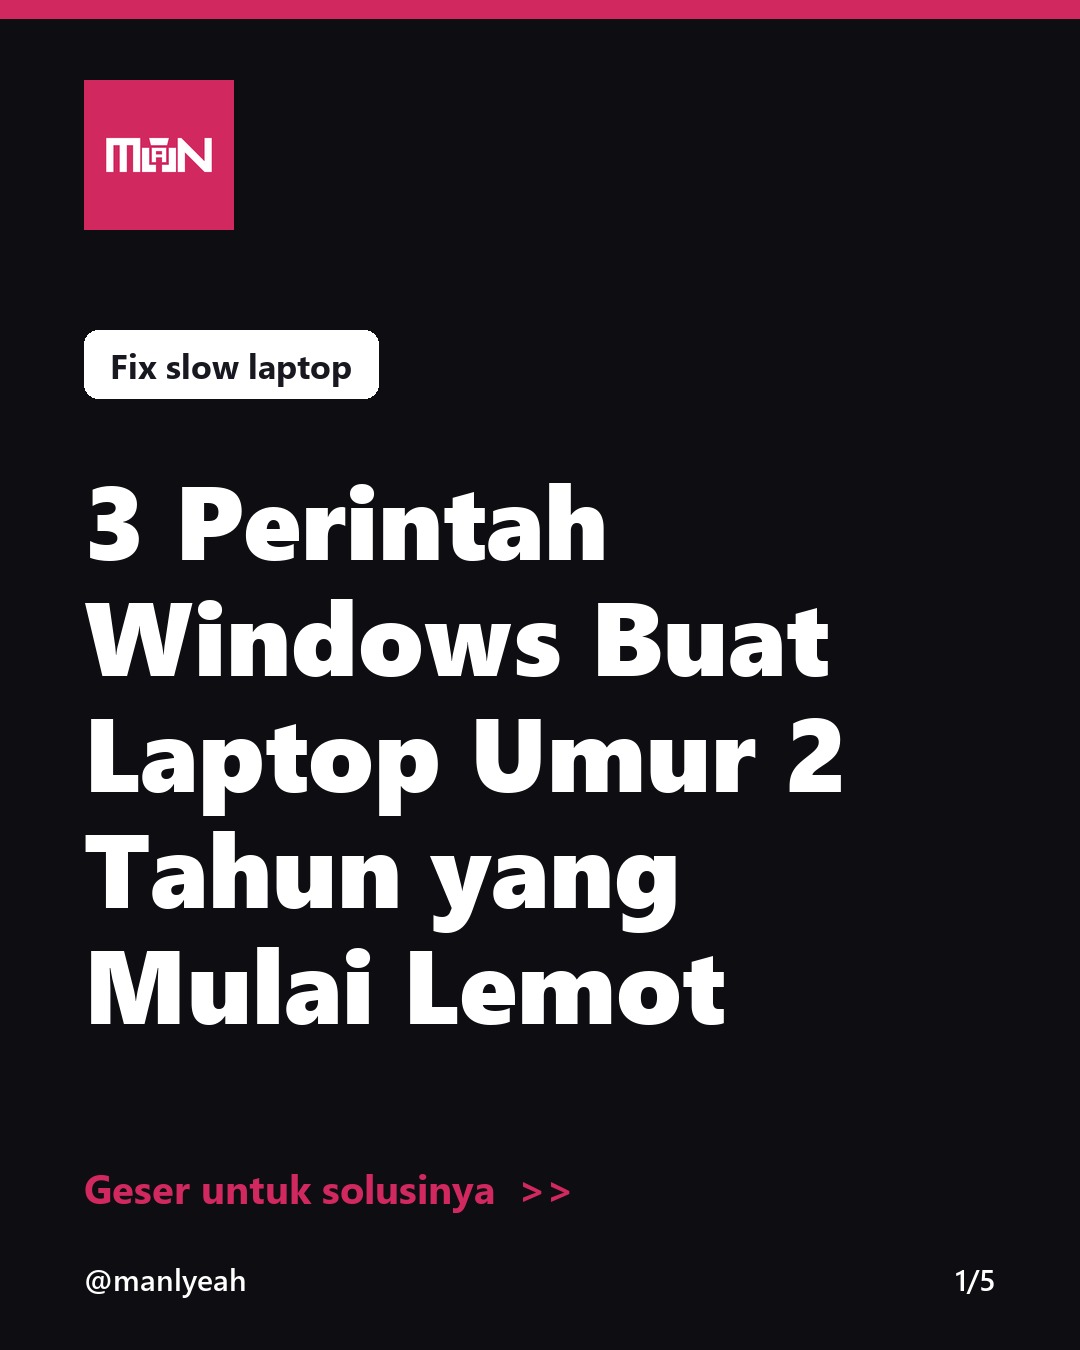 MAN
Fix slow laptop
3 Perintah
Windows Buat
Laptop Umur 2
Tahun yang
Mulai Lemot
Geser untuk solusinya >>
@manlyeah
1/5